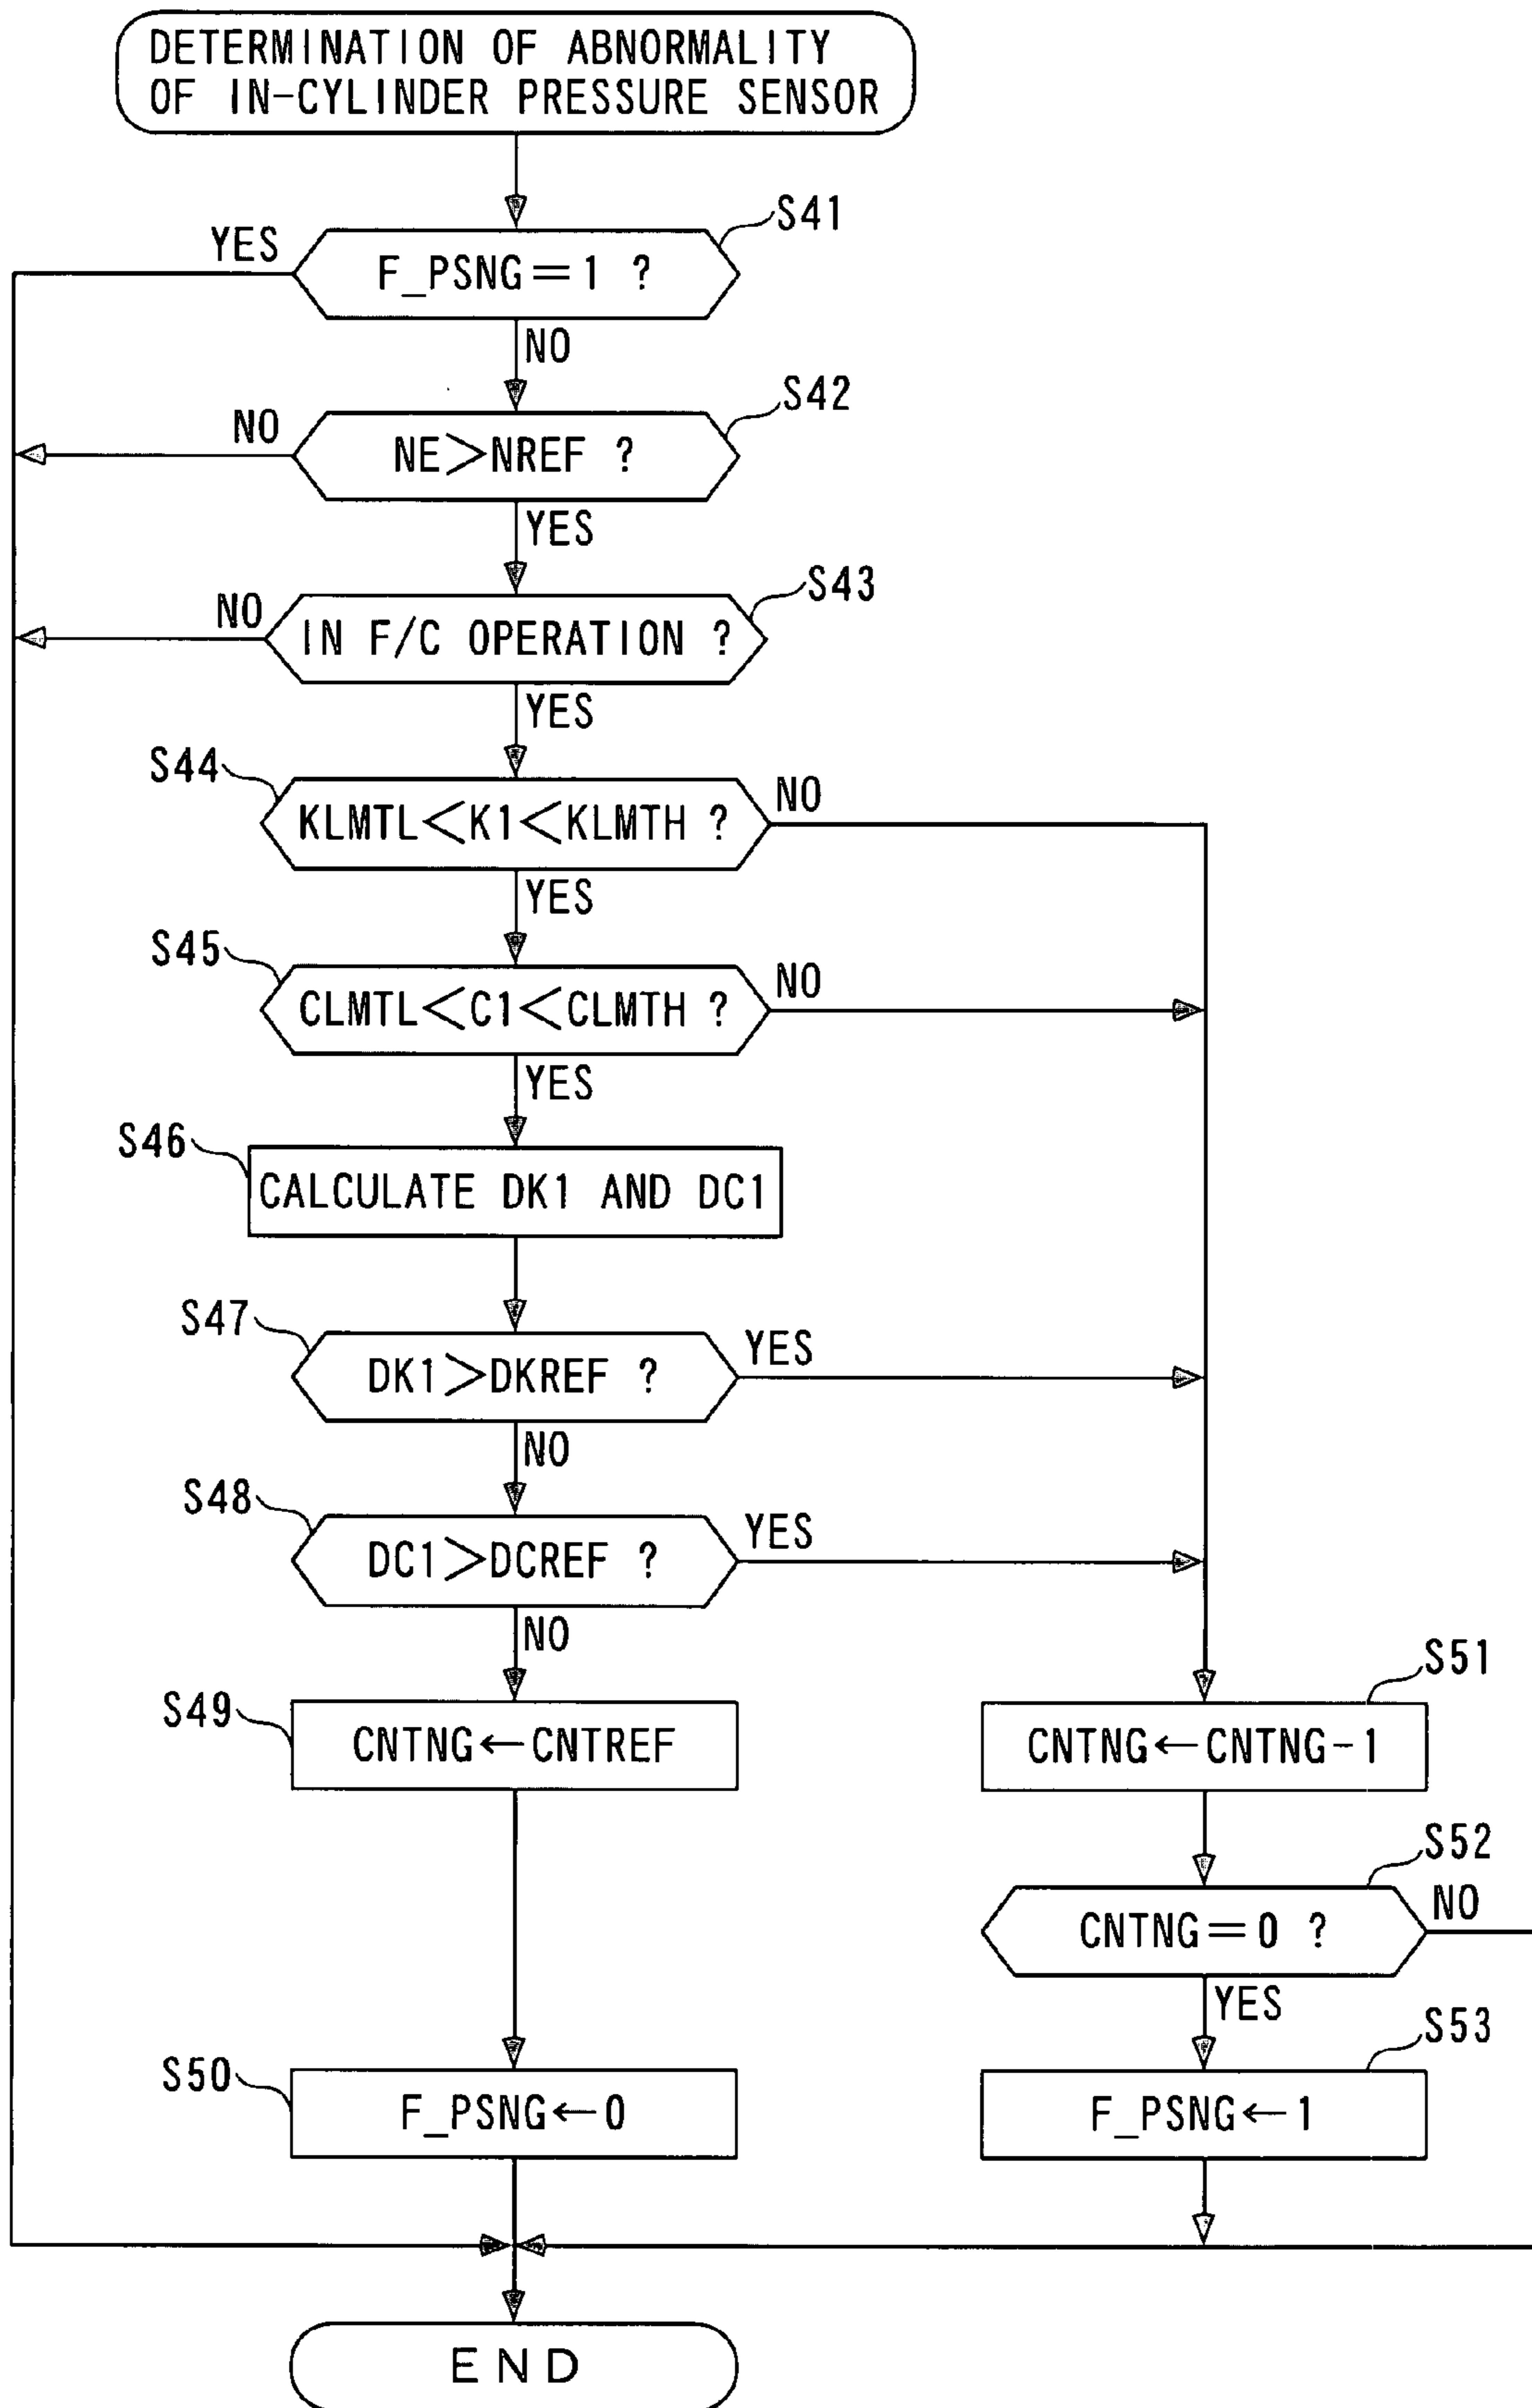 DETERMINATION OF ABNORMALITY
OF IN-CYLINDER PRESSURE SENSOR
S41
YES
F_PSNG=1 ?
NO
S42
NO
NE>NREF ?
YES
S43
NO
IN F/C OPERATION ?
YES
S44
KLMTL<K1<KLMTH ?
NO
YES
S45
CLMTL<C1<CLMTH ?
NO
YES
S46
CALCULATE DK1 AND DC1
S47
DK1>DKREF ?
YES
NO
S48
DC1>DCREF ?
YES
NO
S49
CNTNG←CNTREF
S51
CNTNG←CNTNG-1
S52
CNTNG=0 ?
NO
YES
S50
F_PSNG←0
S53
F_PSNG←1
END